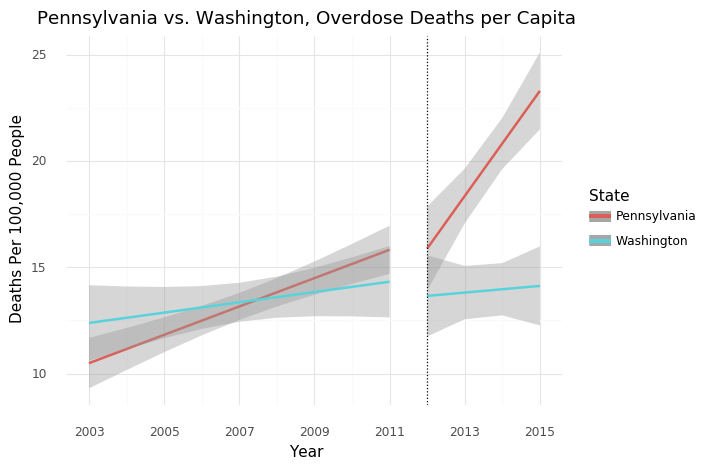 Pennsylvania vs. Washington, Overdose Deaths per Capita
25
20
15
10
Deaths Per 100,000 People
2003 2005 2007 2009 2011 2013 2015
Year
State
Pennsylvania
Washington